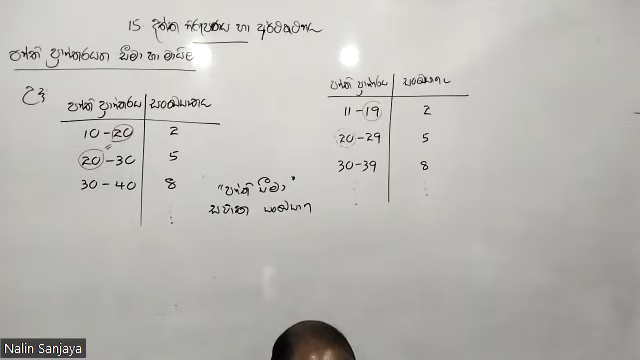 15 දත්ත නිරූපණය හා අර්ථකථනය
පන්ති ප්‍රාන්තරයක සීමා හා මායිම්
උදා
පන්ති ප්‍රාන්තරය සංඛ්‍යාතය
10-20 2
20-30 5
30-40 8
"පන්ති සීමා"
සහිත
පන්ති ප්‍රාන්තරය සංඛ්‍යාතය
11-19 2
20-29 5
30-39 8
Nalin Sanjaya